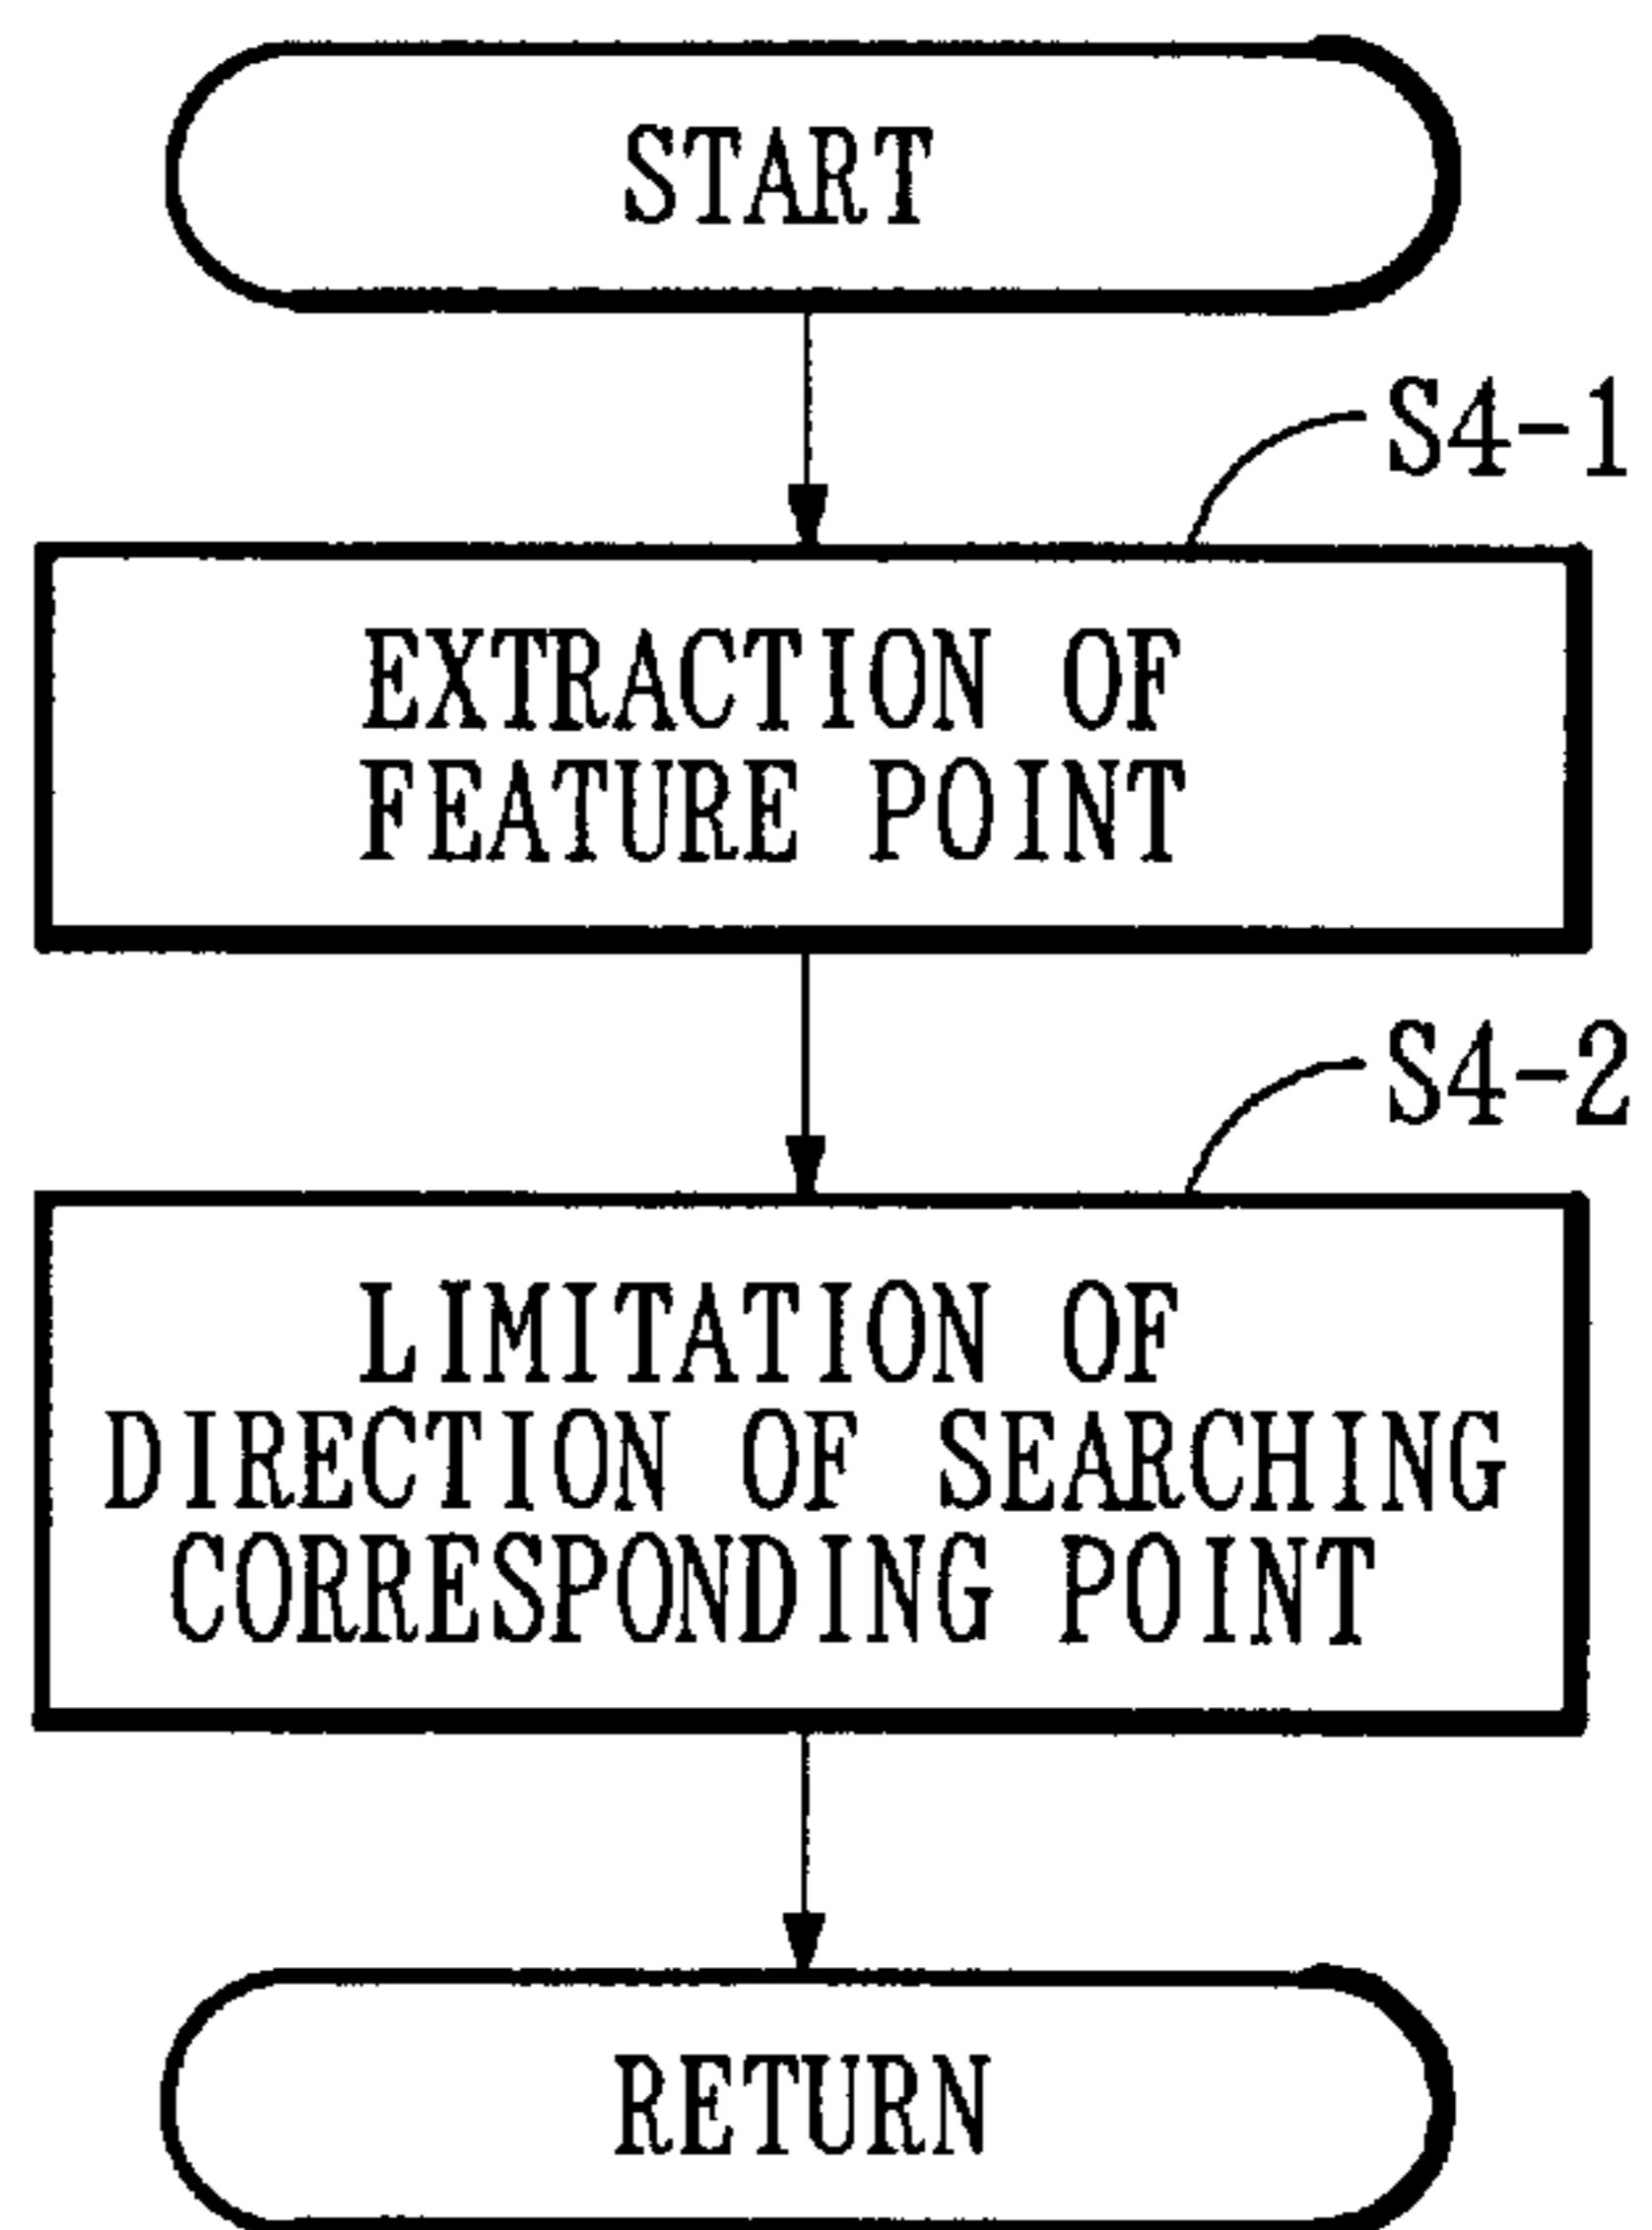 START
S4-1
EXTRACTION OF
FEATURE POINT
S4-2
LIMITATION OF
DIRECTION OF SEARCHING
CORRESPONDING POINT
RETURN